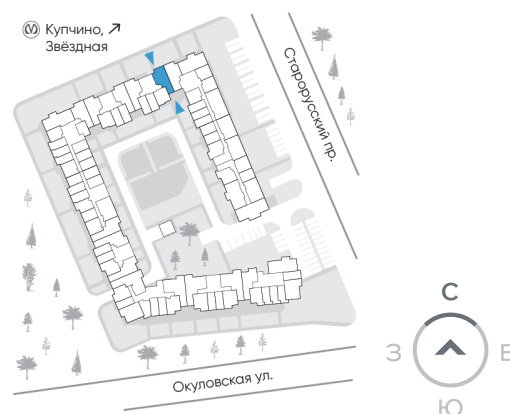 Купчино, ↗
Звёздная
Старорусский пр.
Окуловская ул.
С
З
В
Ю